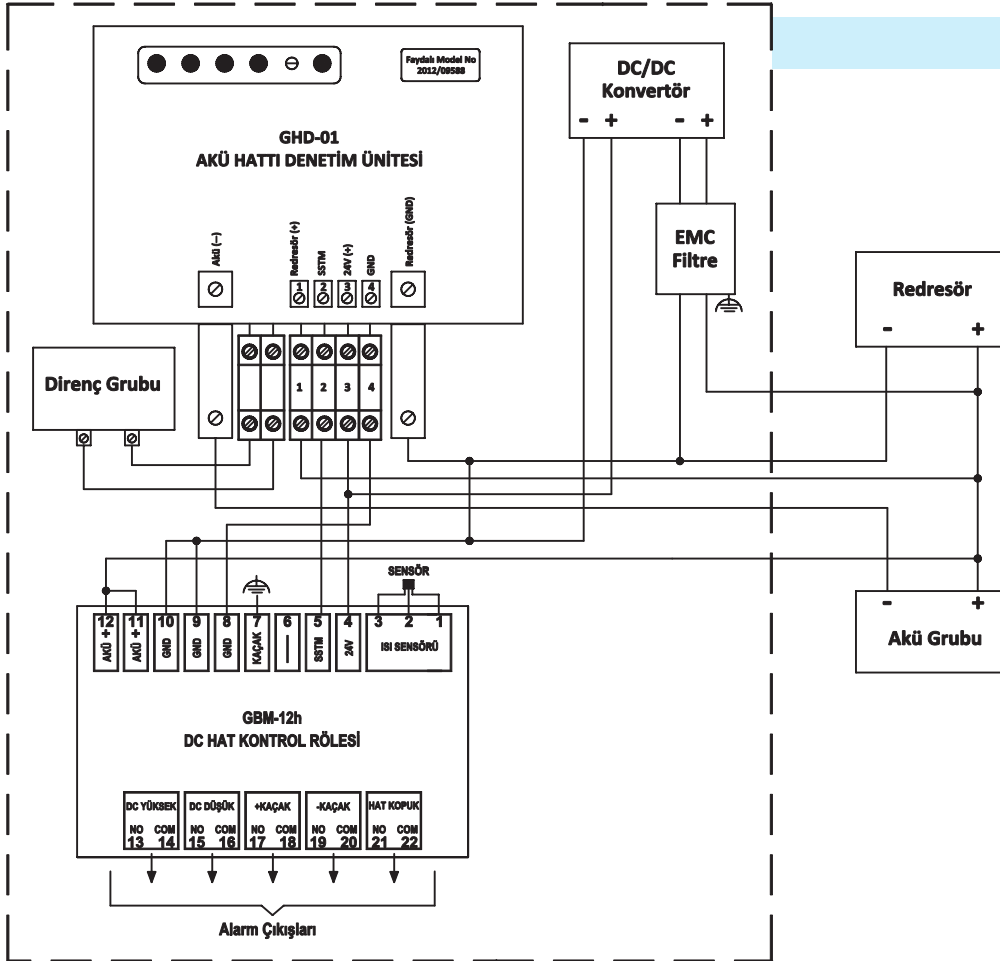 Faydalı Model No
2012/09588
GHD-01
AKÜ HATTI DENETİM ÜNİTESİ
Akü (–)
Redresör (+)
SSTM
24V (+)
GND
Redresör (GND)
1
2
3
4
1
2
3
4
DC/DC
Konvertör
- +
- +
EMC
Filtre
Redresör
- +
Direnç Grubu
SENSÖR
12
11
10
9
8
7
6
5
4
3
2
1
AKÜ +
AKÜ +
GND
GND
GND
KAÇAK
SSTM
24V
ISI SENSÖRÜ
- +
Akü Grubu
GBM-12h
DC HAT KONTROL RÖLESİ
DC YÜKSEK
DC DÜŞÜK
+KAÇAK
-KAÇAK
HAT KOPUK
NO COM
NO COM
NO COM
NO COM
NO COM
13 14
15 16
17 18
19 20
21 22
Alarm Çıkışları